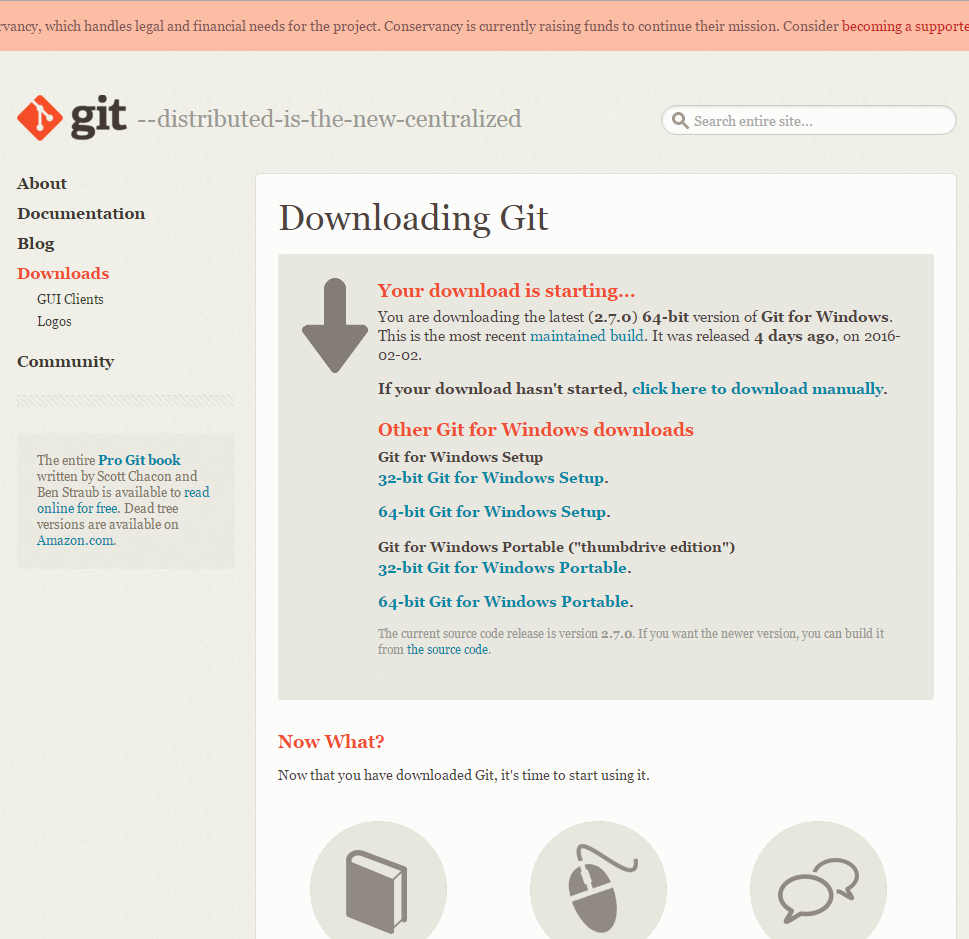 rvancy, which handles legal and financial needs for the project. Conservancy is currently raising funds to continue their mission. Consider becoming a supporte
git --distributed-is-the-new-centralized
Search entire site...
About
Documentation
Blog
Downloads
GUI Clients
Logos
Community
The entire Pro Git book
written by Scott Chacon and
Ben Straub is available to read
online for free. Dead tree
versions are available on
Amazon.com.
Downloading Git
Your download is starting...
You are downloading the latest (2.7.0) 64-bit version of Git for Windows.
This is the most recent maintained build. It was released 4 days ago, on 2016-
02-02.
If your download hasn't started, click here to download manually.
Other Git for Windows downloads
Git for Windows Setup
32-bit Git for Windows Setup.
64-bit Git for Windows Setup.
Git for Windows Portable ("thumbdrive edition")
32-bit Git for Windows Portable.
64-bit Git for Windows Portable.
The current source code release is version 2.7.0. If you want the newer version, you can build it
from the source code.
Now What?
Now that you have downloaded Git, it's time to start using it.